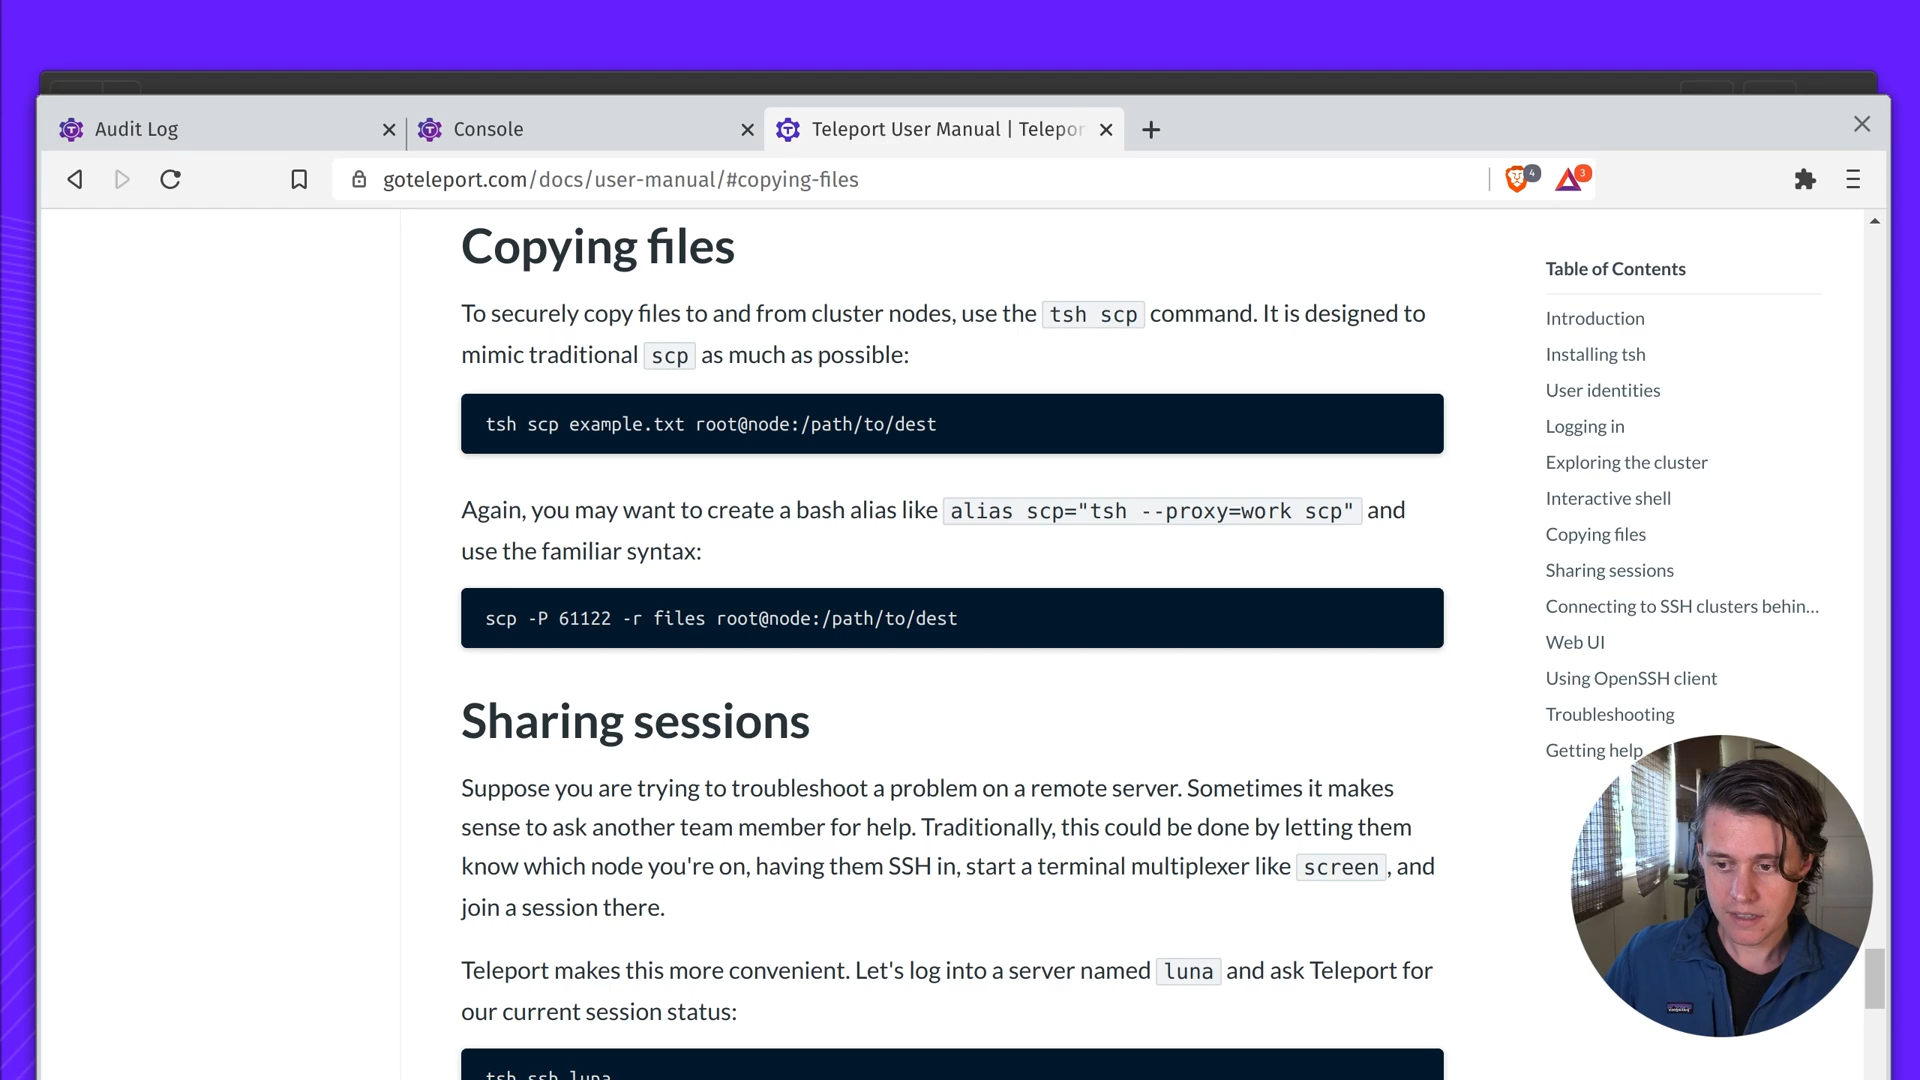 Audit Log
Console
Teleport User Manual | Telepor
goteleport.com/docs/user-manual/#copying-files
4
3
Copying files
To securely copy files to and from cluster nodes, use the tsh scp command. It is designed to
mimic traditional scp as much as possible:
tsh scp example.txt root@node:/path/to/dest
Again, you may want to create a bash alias like alias scp="tsh --proxy=work scp" and
use the familiar syntax:
scp -P 61122 -r files root@node:/path/to/dest
Sharing sessions
Suppose you are trying to troubleshoot a problem on a remote server. Sometimes it makes
sense to ask another team member for help. Traditionally, this could be done by letting them
know which node you're on, having them SSH in, start a terminal multiplexer like screen, and
join a session there.
Teleport makes this more convenient. Let's log into a server named luna and ask Teleport for
our current session status:
tsh ssh luna
Table of Contents
Introduction
Installing tsh
User identities
Logging in
Exploring the cluster
Interactive shell
Copying files
Sharing sessions
Connecting to SSH clusters behin...
Web UI
Using OpenSSH client
Troubleshooting
Getting help